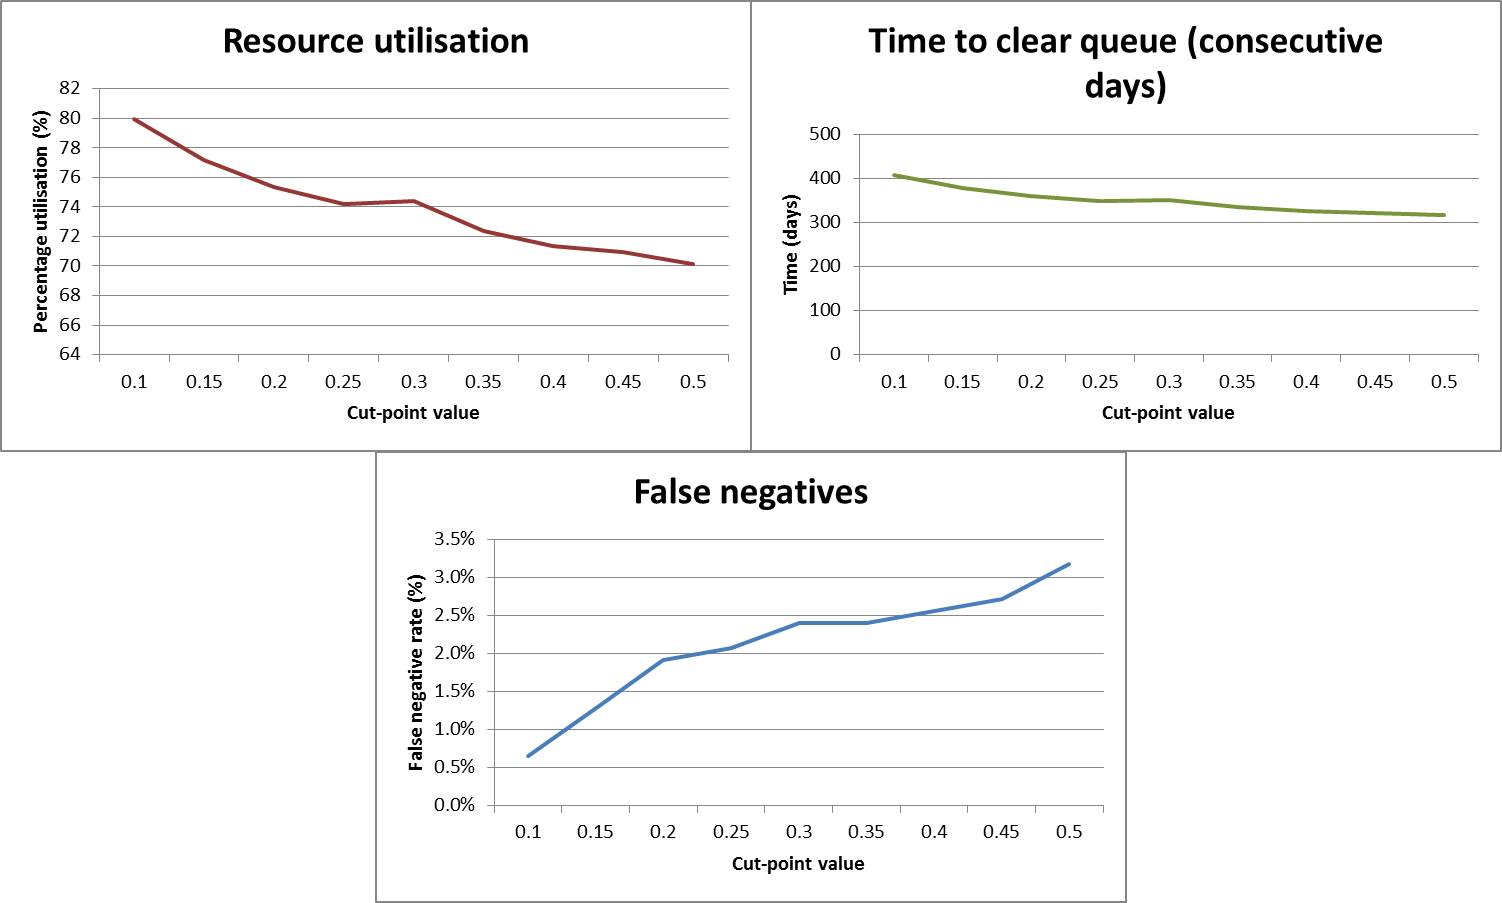 Resource utilisation
Percentage utilisation (%)
82
80
78
76
74
72
70
68
66
64
0.1 0.15 0.2 0.25 0.3 0.35 0.4 0.45 0.5
Cut-point value
Time to clear queue (consecutive
days)
Time (days)
500
400
300
200
100
0
0.1 0.15 0.2 0.25 0.3 0.35 0.4 0.45 0.5
Cut-point value
False negatives
False negative rate (%)
3.5%
3.0%
2.5%
2.0%
1.5%
1.0%
0.5%
0.0%
0.1 0.15 0.2 0.25 0.3 0.35 0.4 0.45 0.5
Cut-point value